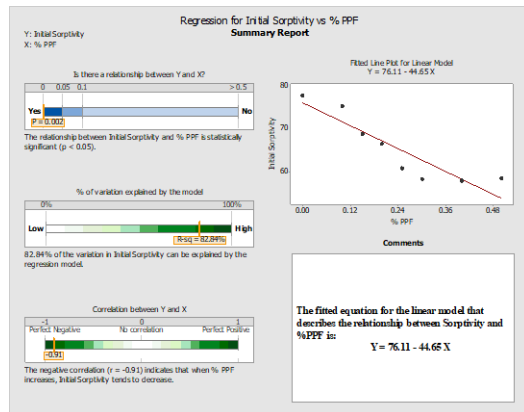 Regression for Initial Sorptivity vs % PPF
Summary Report
Y: Initial Sorptivity
X: % PPF
Is there a relationship between Y and X?
0 0.05 0.1 > 0.5
Yes No
P = 0.002
The relationship between Initial Sorptivity and % PPF is statistically
significant (p < 0.05).
% of variation explained by the model
0% 100%
Low High
R-sq = 82.84%
82.84% of the variation in Initial Sorptivity can be explained by the
regression model.
Correlation between Y and X
-1 0 1
Perfect Negative No correlation Perfect Positive
-0.91
The negative correlation (r = -0.91) indicates that when % PPF
increases, Initial Sorptivity tends to decrease.
Fitted Line Plot for Linear Model
Y = 76.11 - 44.65 X
80
70
60
Initial Sorptivity
0.00 0.12 0.24 0.36 0.48
% PPF
Comments
The fitted equation for the linear model that
describes the relationship between Sorptivity and
%PPF is:
Y = 76.11 - 44.65 X